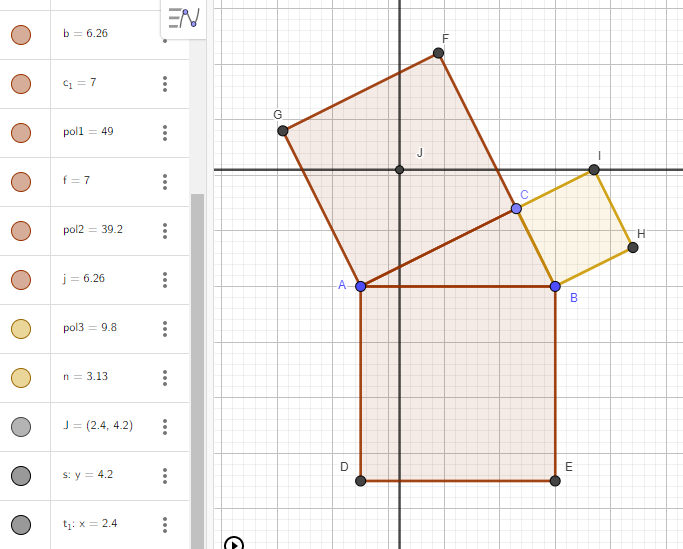 b = 6.26
c₁ = 7
pol1 = 49
f = 7
pol2 = 39.2
j = 6.26
pol3 = 9.8
n = 3.13
J = (2.4, 4.2)
s: y = 4.2
t₁: x = 2.4
F
G
J
I
C
H
A
B
D
E